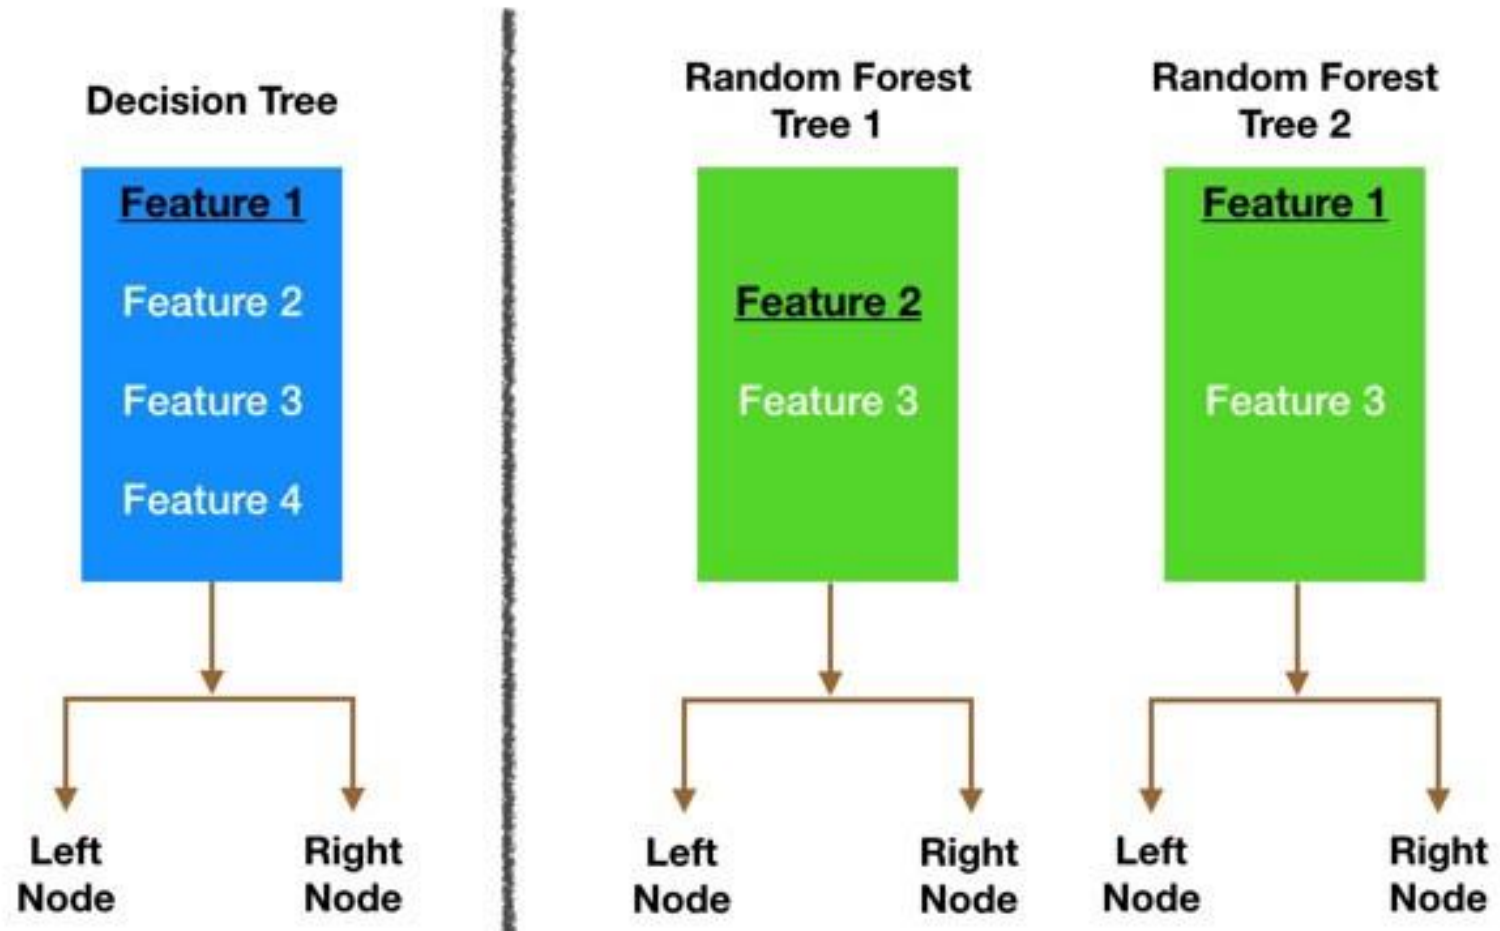 Decision Tree
Feature 1
Feature 2
Feature 3
Feature 4
Left
Node
Right
Node
Random Forest
Tree 1
Feature 2
Feature 3
Left
Node
Right
Node
Random Forest
Tree 2
Feature 1
Feature 3
Left
Node
Right
Node